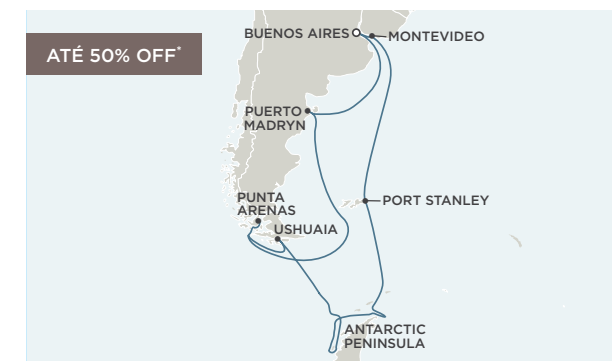 BUENOS AIRES
MONTEVIDEO
ATÉ 50% OFF*
PUERTO
MADRYN
PUNTA
ARENAS
PORT STANLEY
USHUAIA
ANTARCTIC
PENINSULA